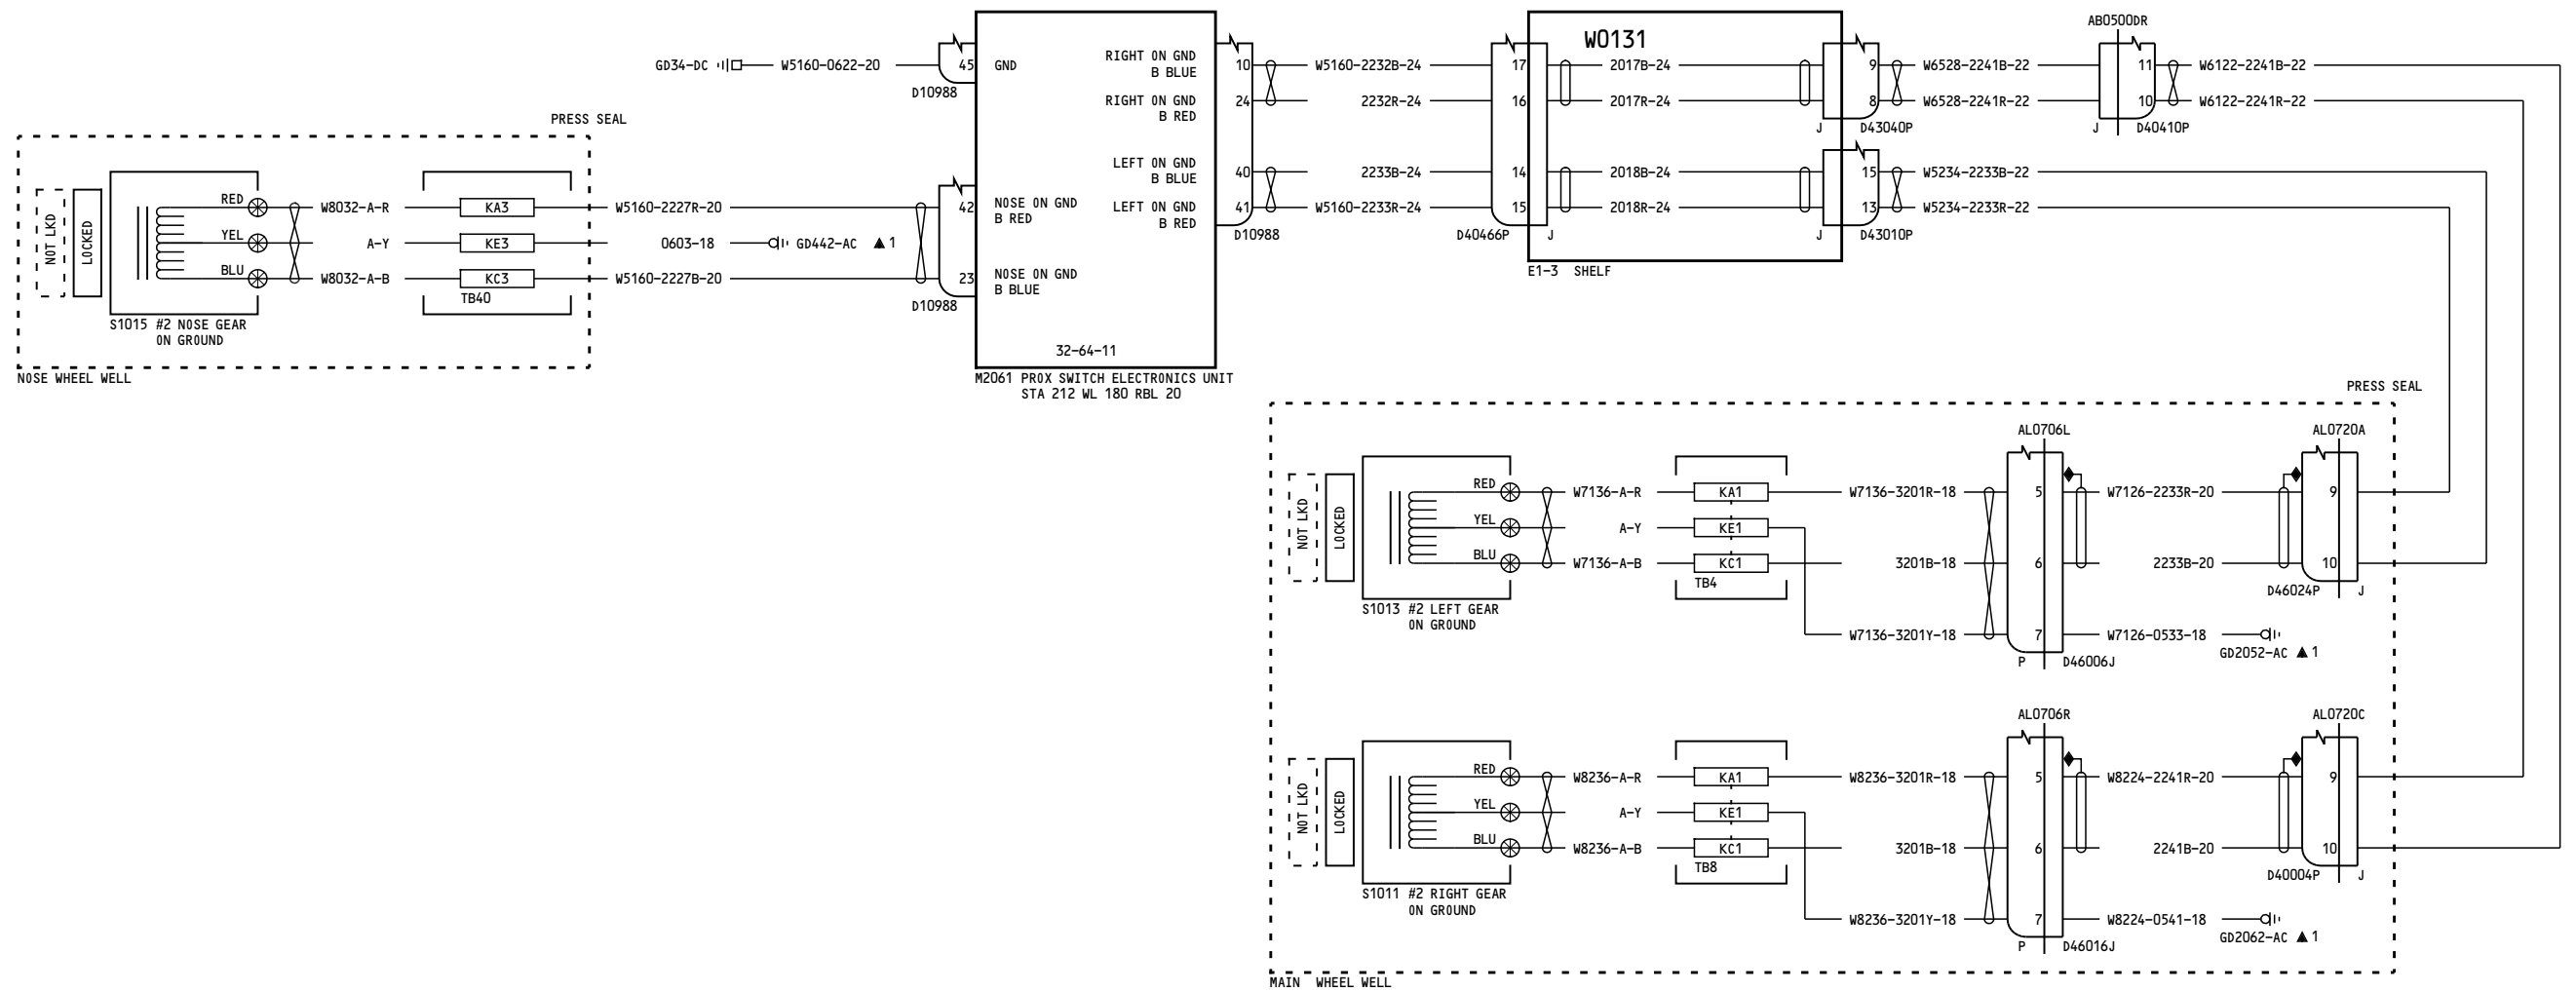 AB0500DR
GD34-DC W5160-0622-20
45 GND
D10988
RIGHT ON GND
B BLUE
10 W5160-2232B-24
RIGHT ON GND
B RED
24 2232R-24
LEFT ON GND
B BLUE
40 2233B-24
LEFT ON GND
B RED
41 W5160-2233R-24
D10988
W0131
17 2017B-24
16 2017R-24
14 2018B-24
15 2018R-24
D40466P J
E1-3 SHELF
9 W6528-2241B-22
8 W6528-2241R-22
J D43040P
15 W5234-2233B-22
13 W5234-2233R-22
J D43010P
11 W6122-2241B-22
10 W6122-2241R-22
J D40410P
PRESS SEAL
NOT LKD
LOCKED
RED W8032-A-R KA3 W5160-2227R-20 42 NOSE ON GND
B RED
YEL A-Y KE3 0603-18 GD442-AC ▲ 1
BLU W8032-A-B KC3 W5160-2227B-20 23 NOSE ON GND
B BLUE
TB40
D10988
S1015 #2 NOSE GEAR
ON GROUND
NOSE WHEEL WELL
32-64-11
M2061 PROX SWITCH ELECTRONICS UNIT
STA 212 WL 180 RBL 20
PRESS SEAL
AL0706L
AL0720A
NOT LKD
LOCKED
RED W7136-A-R KA1 W7136-3201R-18 5 W7126-2233R-20 9
YEL A-Y KE1
BLU W7136-A-B KC1 3201B-18 6 2233B-20 10
TB4
D46024P J
S1013 #2 LEFT GEAR
ON GROUND
W7136-3201Y-18 7 W7126-0533-18
GD2052-AC ▲ 1
P D46006J
AL0706R
AL0720C
NOT LKD
LOCKED
RED W8236-A-R KA1 W8236-3201R-18 5 W8224-2241R-20 9
YEL A-Y KE1
BLU W8236-A-B KC1 3201B-18 6 2241B-20 10
TB8
D40004P J
S1011 #2 RIGHT GEAR
ON GROUND
W8236-3201Y-18 7 W8224-0541-18
GD2062-AC ▲ 1
P D46016J
MAIN WHEEL WELL